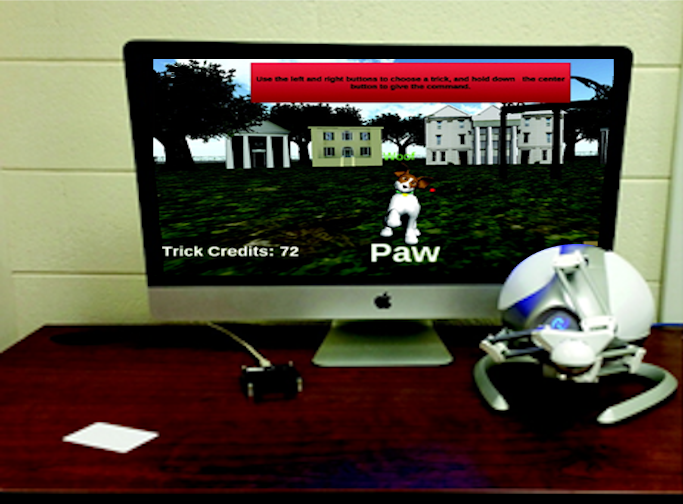 Use the left and right buttons to choose a trick, and hold down the center
button to give the command.
Woof
Trick Credits: 72
Paw